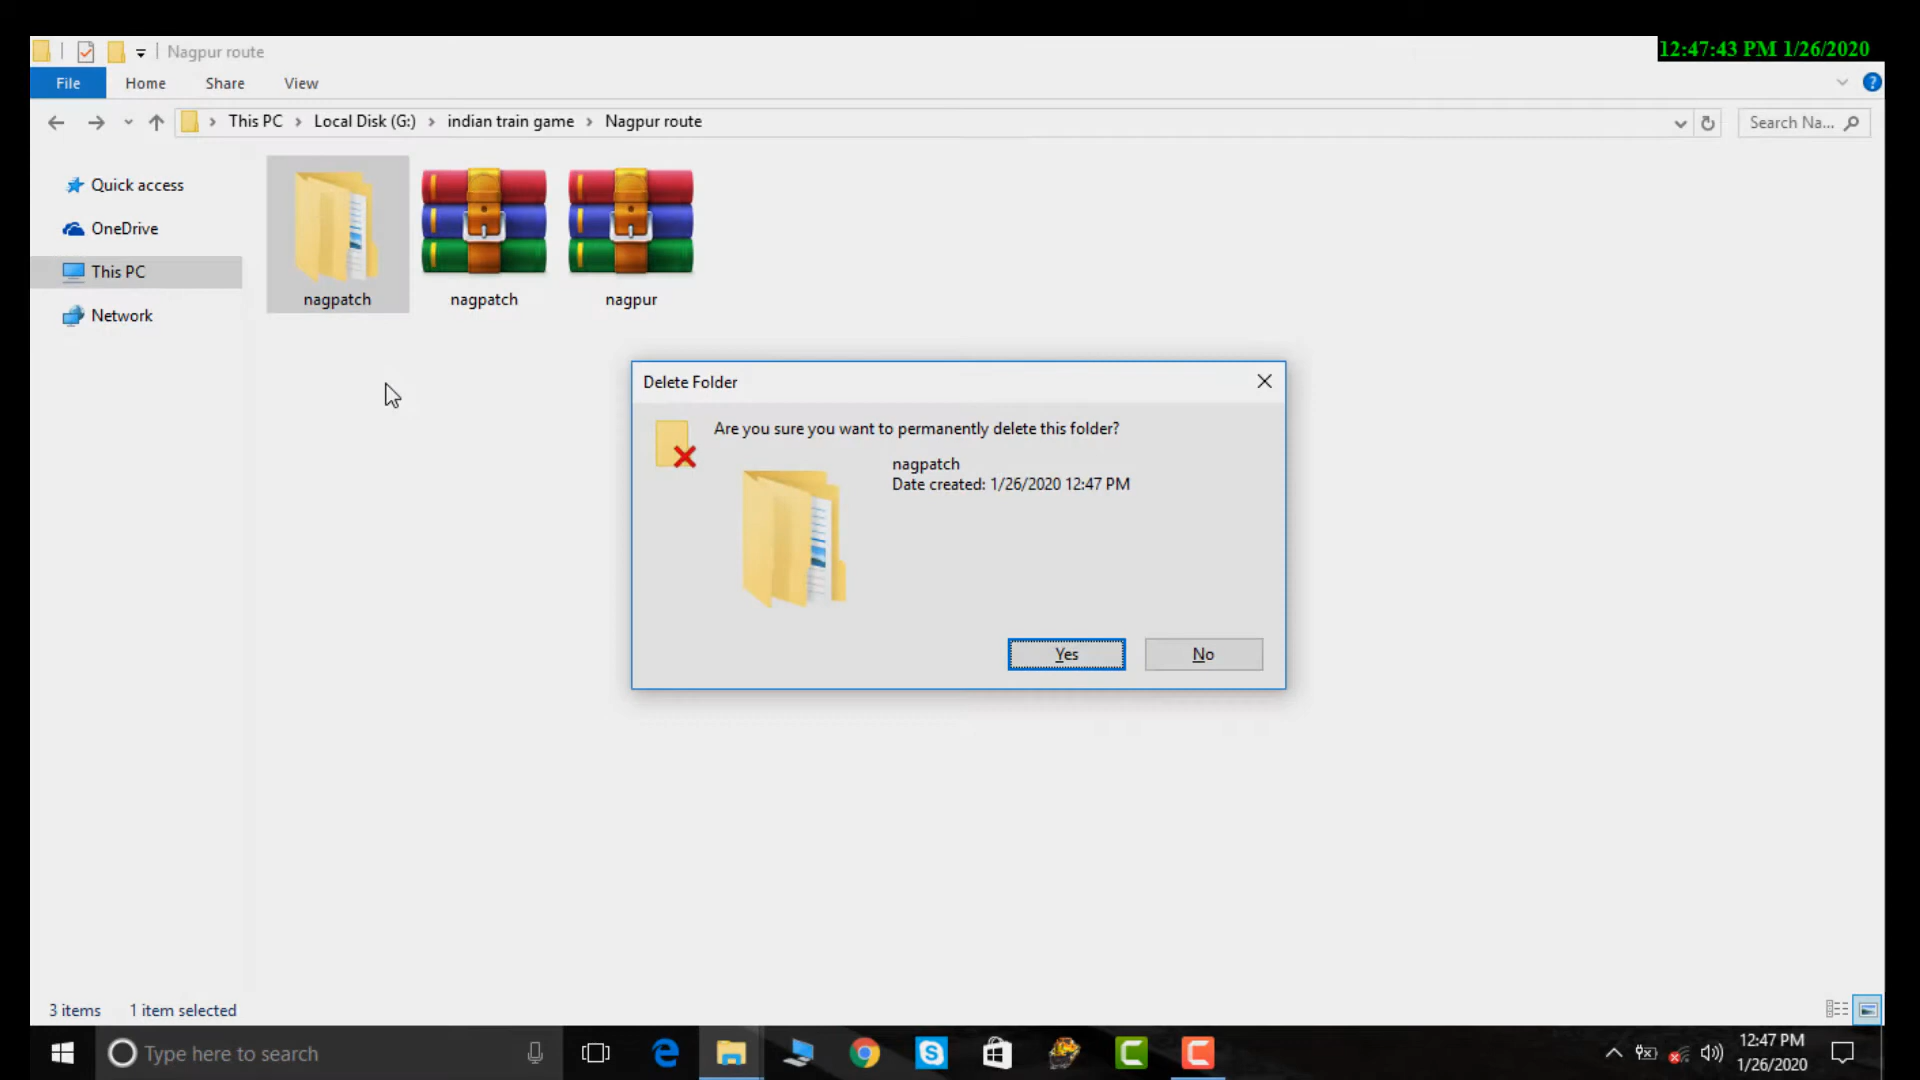 Nagpur route
12:47:43 PM 1/26/2020
File Home Share View
?
This PC > Local Disk (G:) > indian train game > Nagpur route
Search Na...
Quick access
OneDrive
This PC
Network
nagpatch
nagpatch
nagpur
Delete Folder
Are you sure you want to permanently delete this folder?
nagpatch
Date created: 1/26/2020 12:47 PM
Yes
No
3 items 1 item selected
Type here to search
12:47 PM
1/26/2020